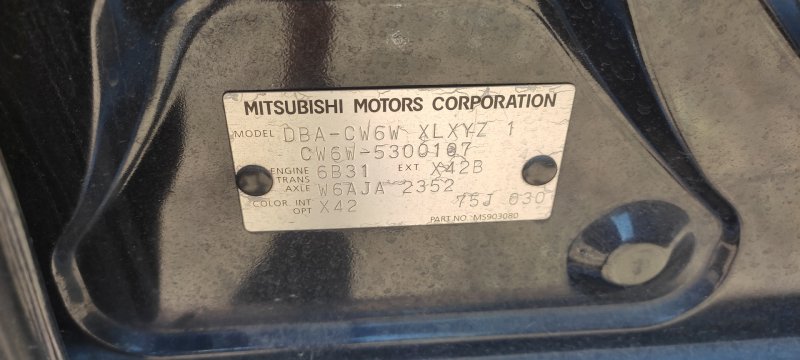 MITSUBISHI MOTORS CORPORATION
MODEL DBA-CW6W XLXYZ 1
CW6W-5300107
ENGINE 6B31 EXT X42B
TRANS AXLE W6AJA 2352
COLOR, INT OPT X42 75J 030
PART NO. MS903080